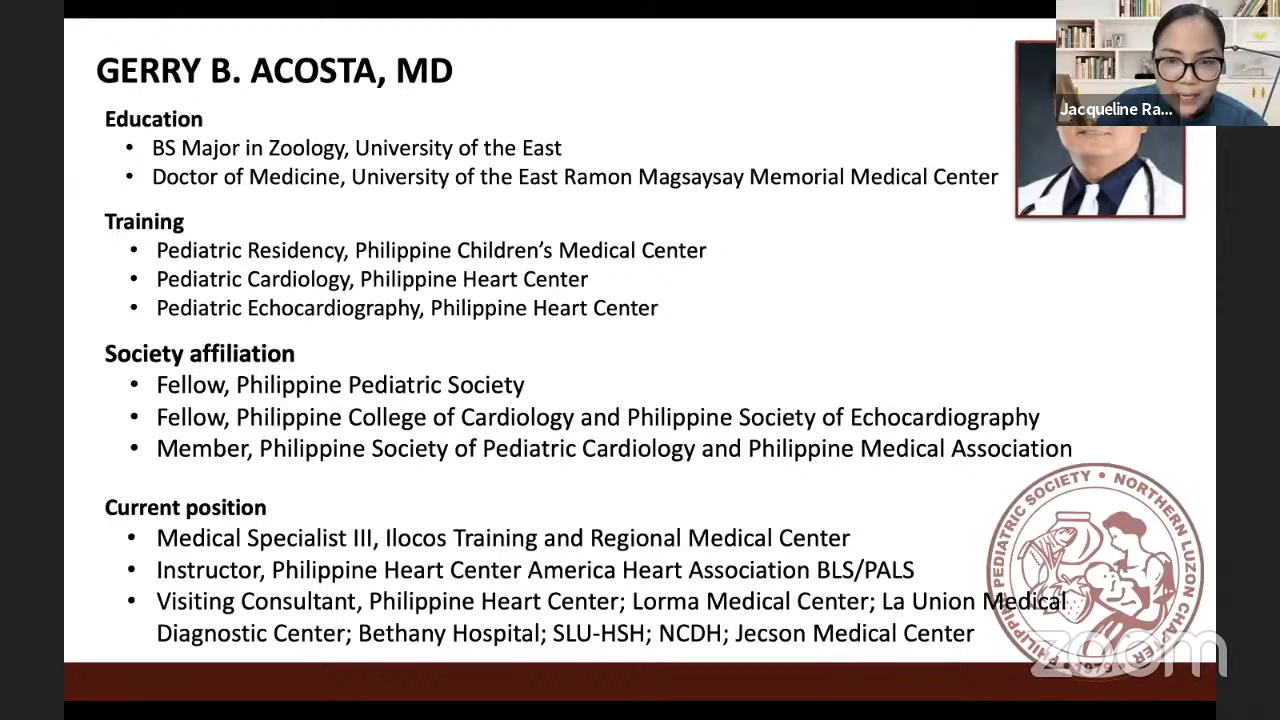 GERRY B. ACOSTA, MD
Jacqueline Ra...
Education
• BS Major in Zoology, University of the East
• Doctor of Medicine, University of the East Ramon Magsaysay Memorial Medical Center
Training
• Pediatric Residency, Philippine Children’s Medical Center
• Pediatric Cardiology, Philippine Heart Center
• Pediatric Echocardiography, Philippine Heart Center
Society affiliation
• Fellow, Philippine Pediatric Society
• Fellow, Philippine College of Cardiology and Philippine Society of Echocardiography
• Member, Philippine Society of Pediatric Cardiology and Philippine Medical Association
Current position
• Medical Specialist III, Ilocos Training and Regional Medical Center
• Instructor, Philippine Heart Center America Heart Association BLS/PALS
• Visiting Consultant, Philippine Heart Center; Lorma Medical Center; La Union Medical
Diagnostic Center; Bethany Hospital; SLU-HSH; NCDH; Jecson Medical Center
PHILIPPINE PEDIATRIC SOCIETY • NORTHERN LUZON CHAPTER •
zoom